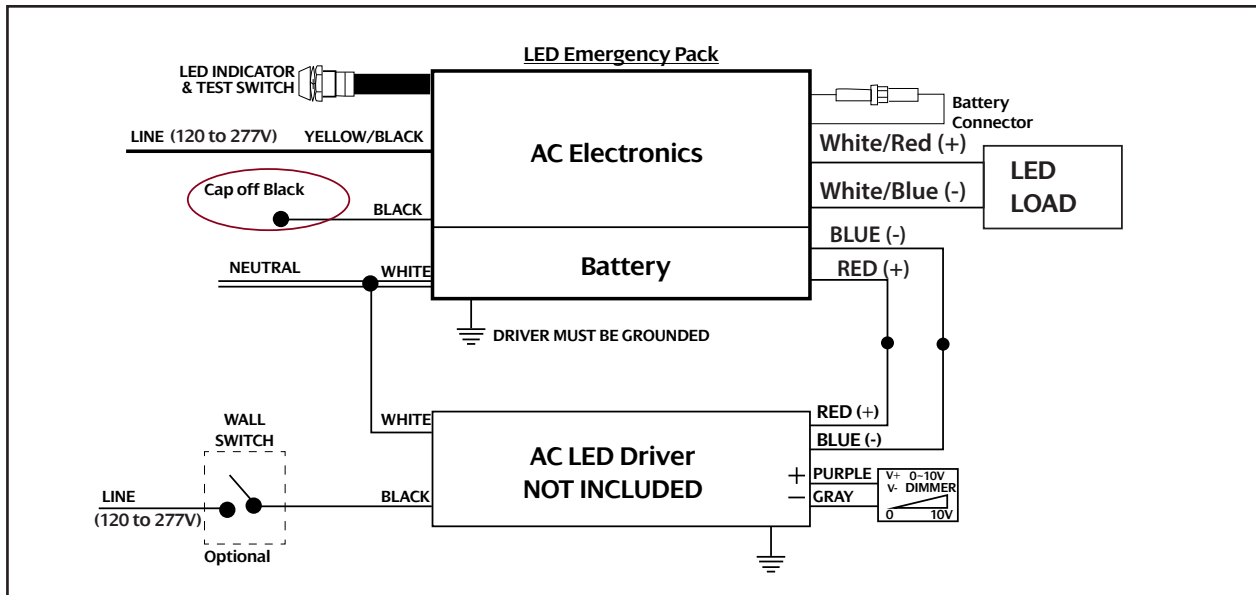 LED Emergency Pack
LED INDICATOR
& TEST SWITCH
Battery
Connector
LINE (120 to 277V) YELLOW/BLACK
AC Electronics
White/Red (+)
LED
LOAD
Cap off Black
White/Blue (-)
BLACK
BLUE (-)
NEUTRAL
WHITE
Battery
RED (+)
DRIVER MUST BE GROUNDED
WALL
SWITCH
WHITE
RED (+)
BLUE (-)
AC LED Driver
NOT INCLUDED
+ PURPLE
− GRAY
V+ 0~10V
V- DIMMER
0 10V
LINE
(120 to 277V)
BLACK
Optional